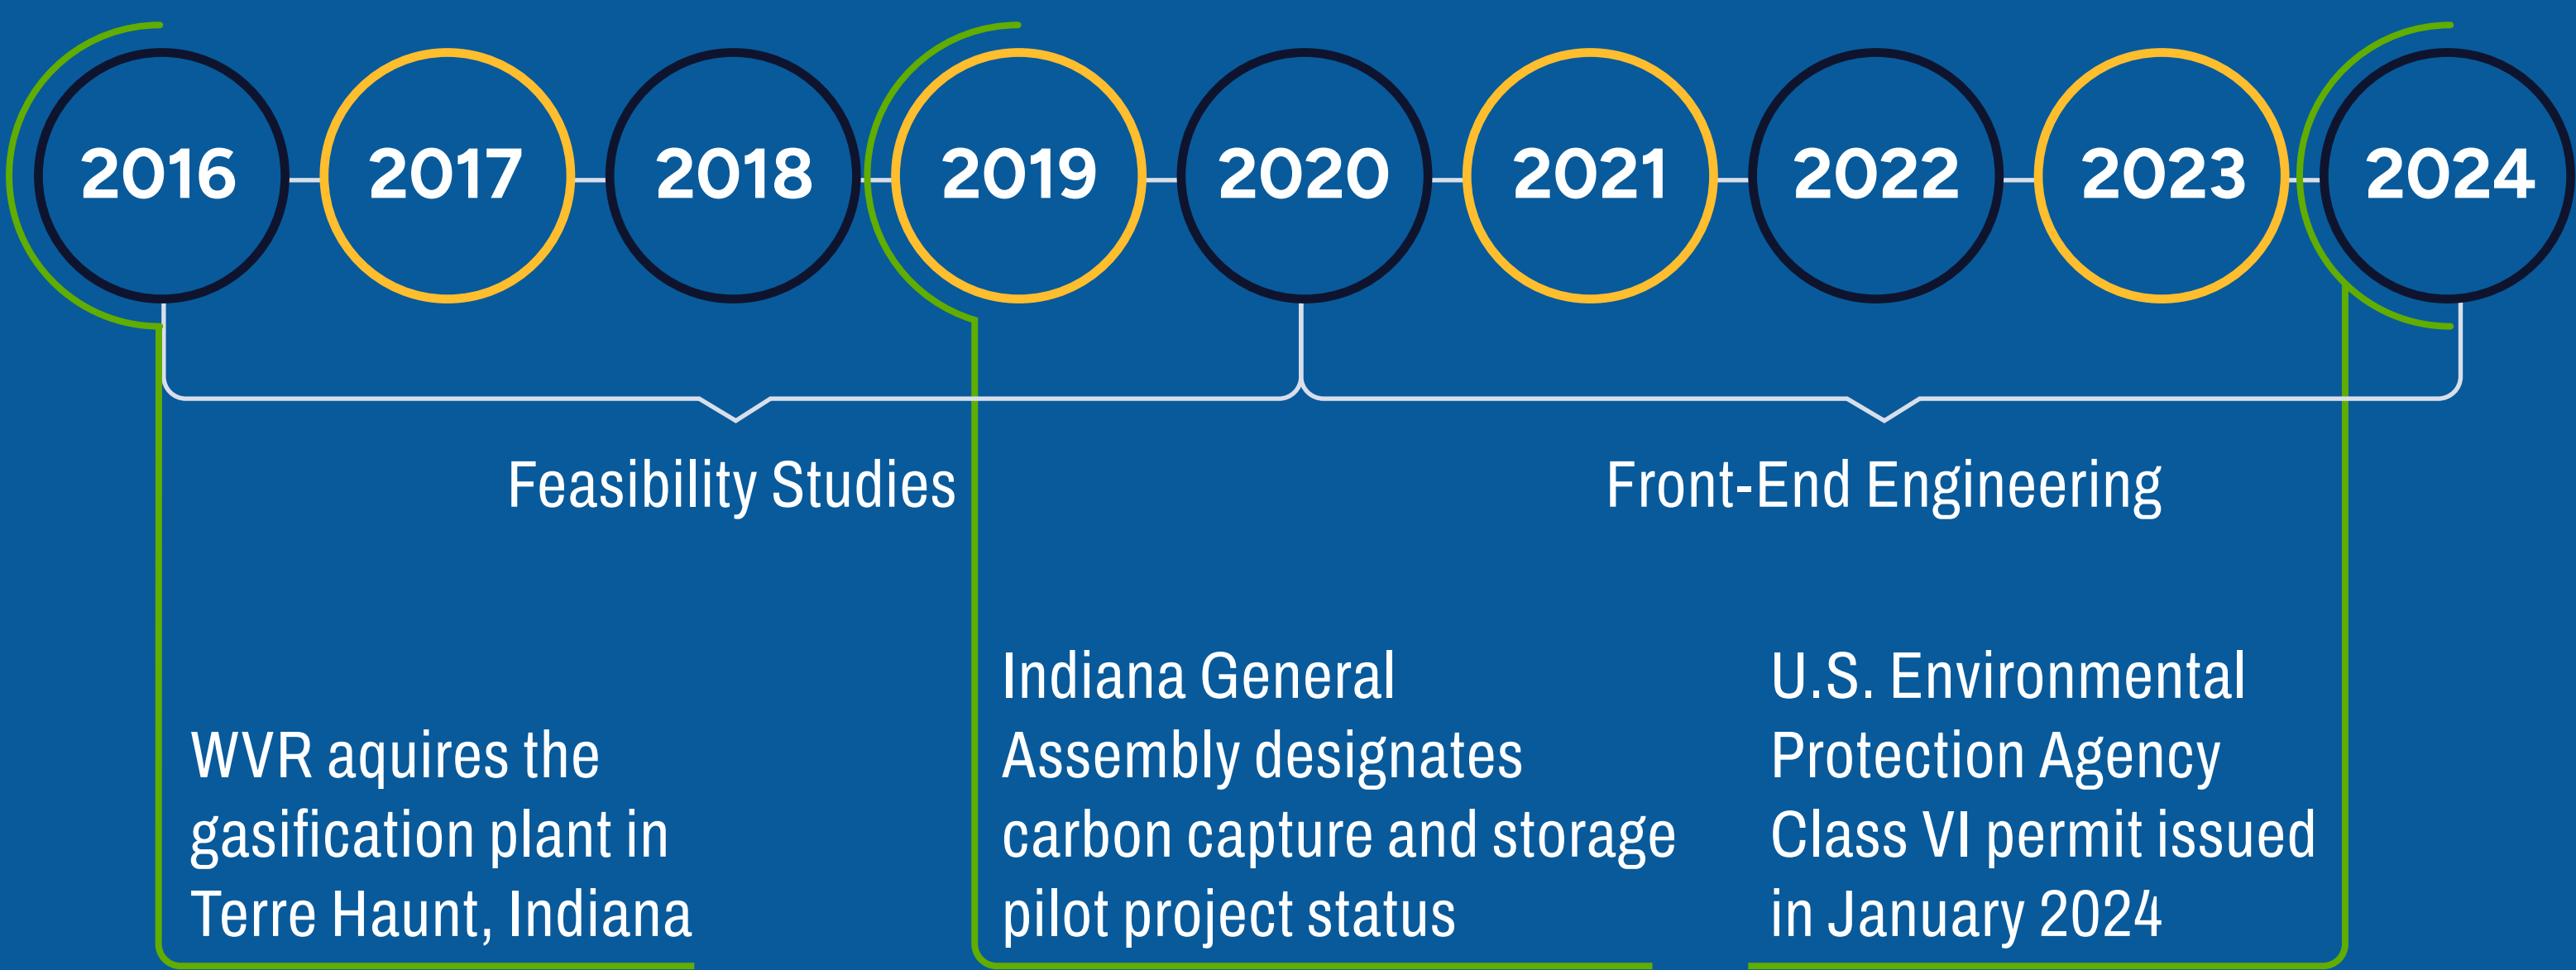 2016
2017
2018
2019
2020
2021
2022
2023
2024
Feasibility Studies
Front-End Engineering
WVR aquires the
gasification plant in
Terre Haunt, Indiana
Indiana General
Assembly designates
carbon capture and storage
pilot project status
U.S. Environmental
Protection Agency
Class VI permit issued
in January 2024